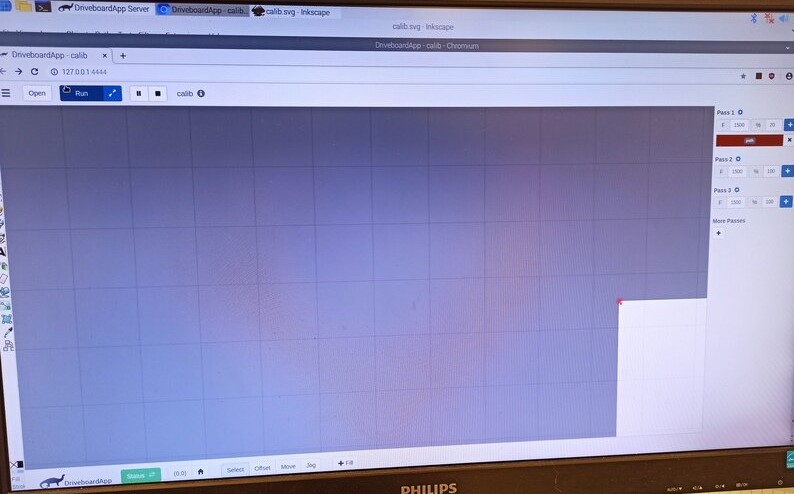 DriveboardApp Server
DriveboardApp - calib...
calib.svg - Inkscape
calib.svg - Inkscape
DriveboardApp - calib - Chromium
DriveboardApp - calib
127.0.0.1:4444
Open
Run
calib
Pass 1
F 1500 % 20
Pass 2
F 1500 % 100
Pass 3
F 1500 % 100
More Passes
Fill
DriveboardApp
Status
(0,0)
Select
Offset
Move
Jog
Fill
PHILIPS